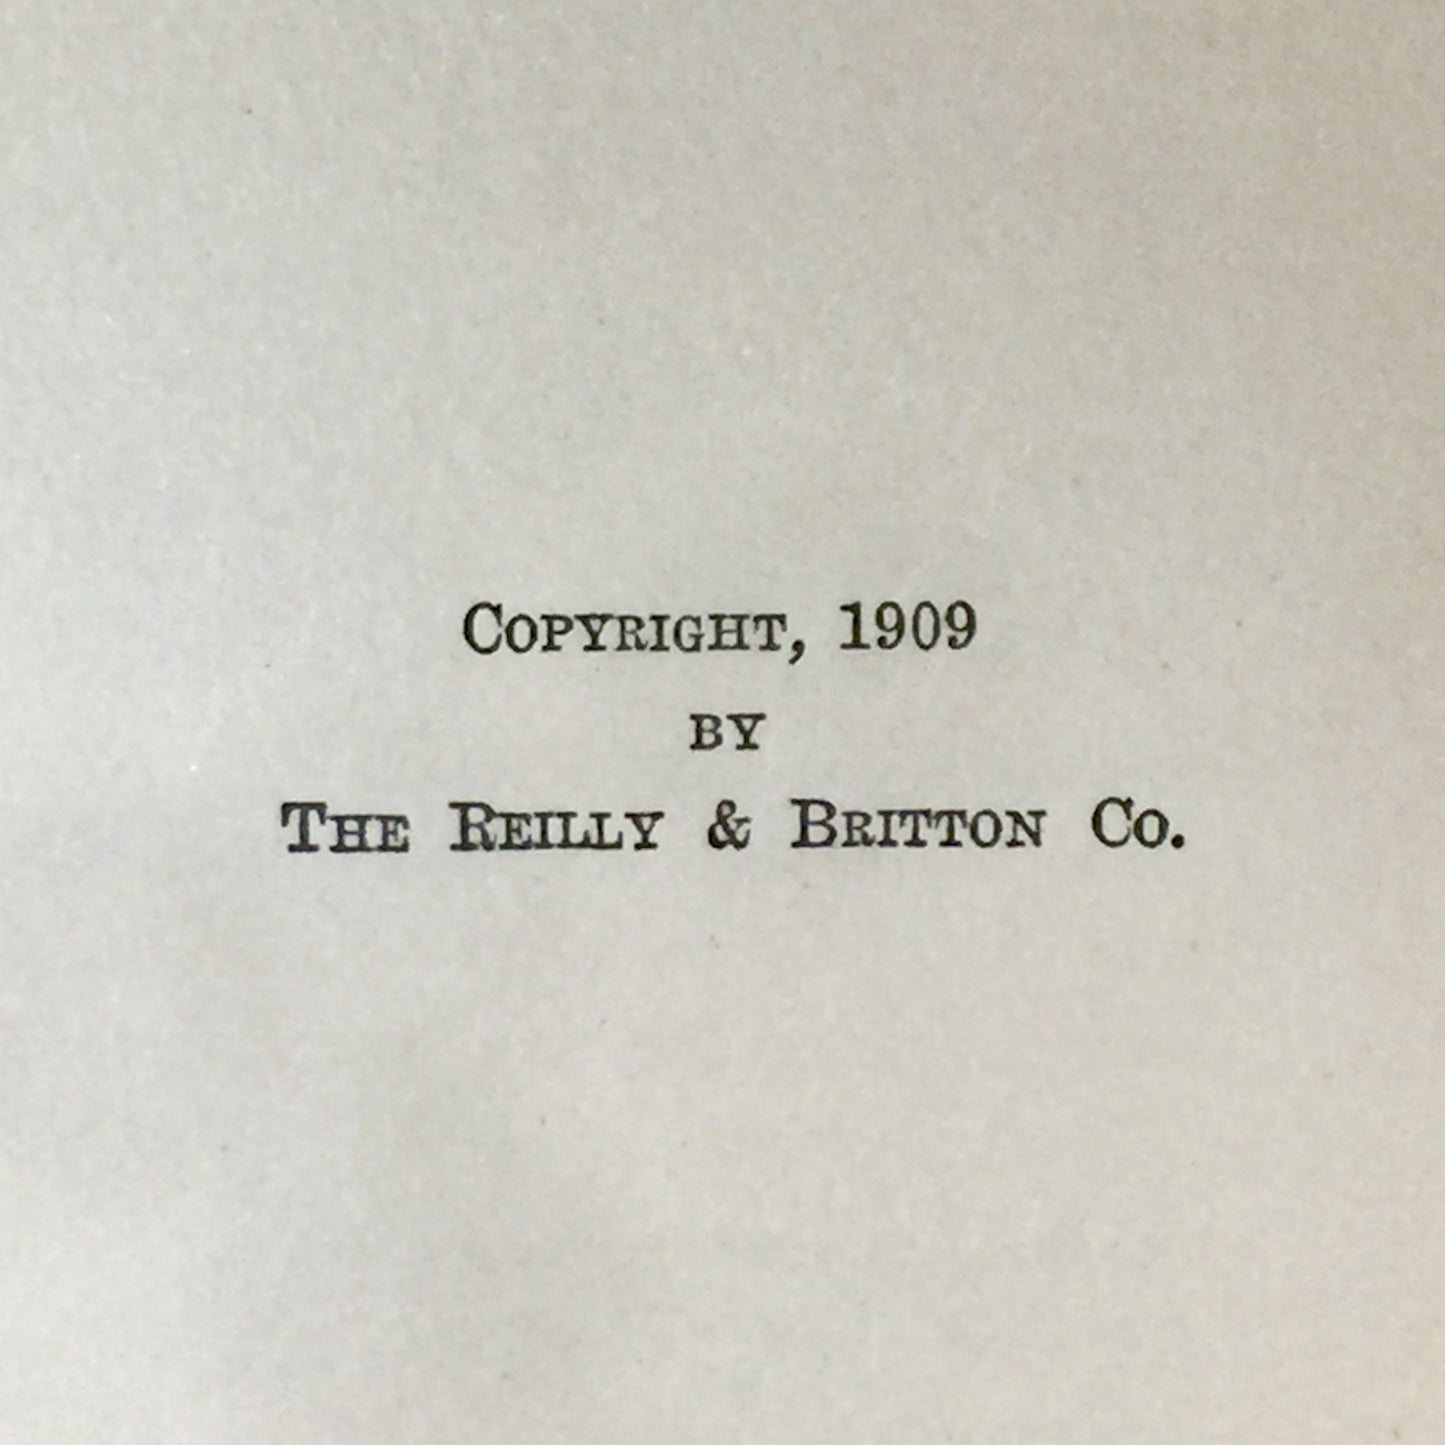 Copyright, 1909
by
The Reilly & Britton Co.